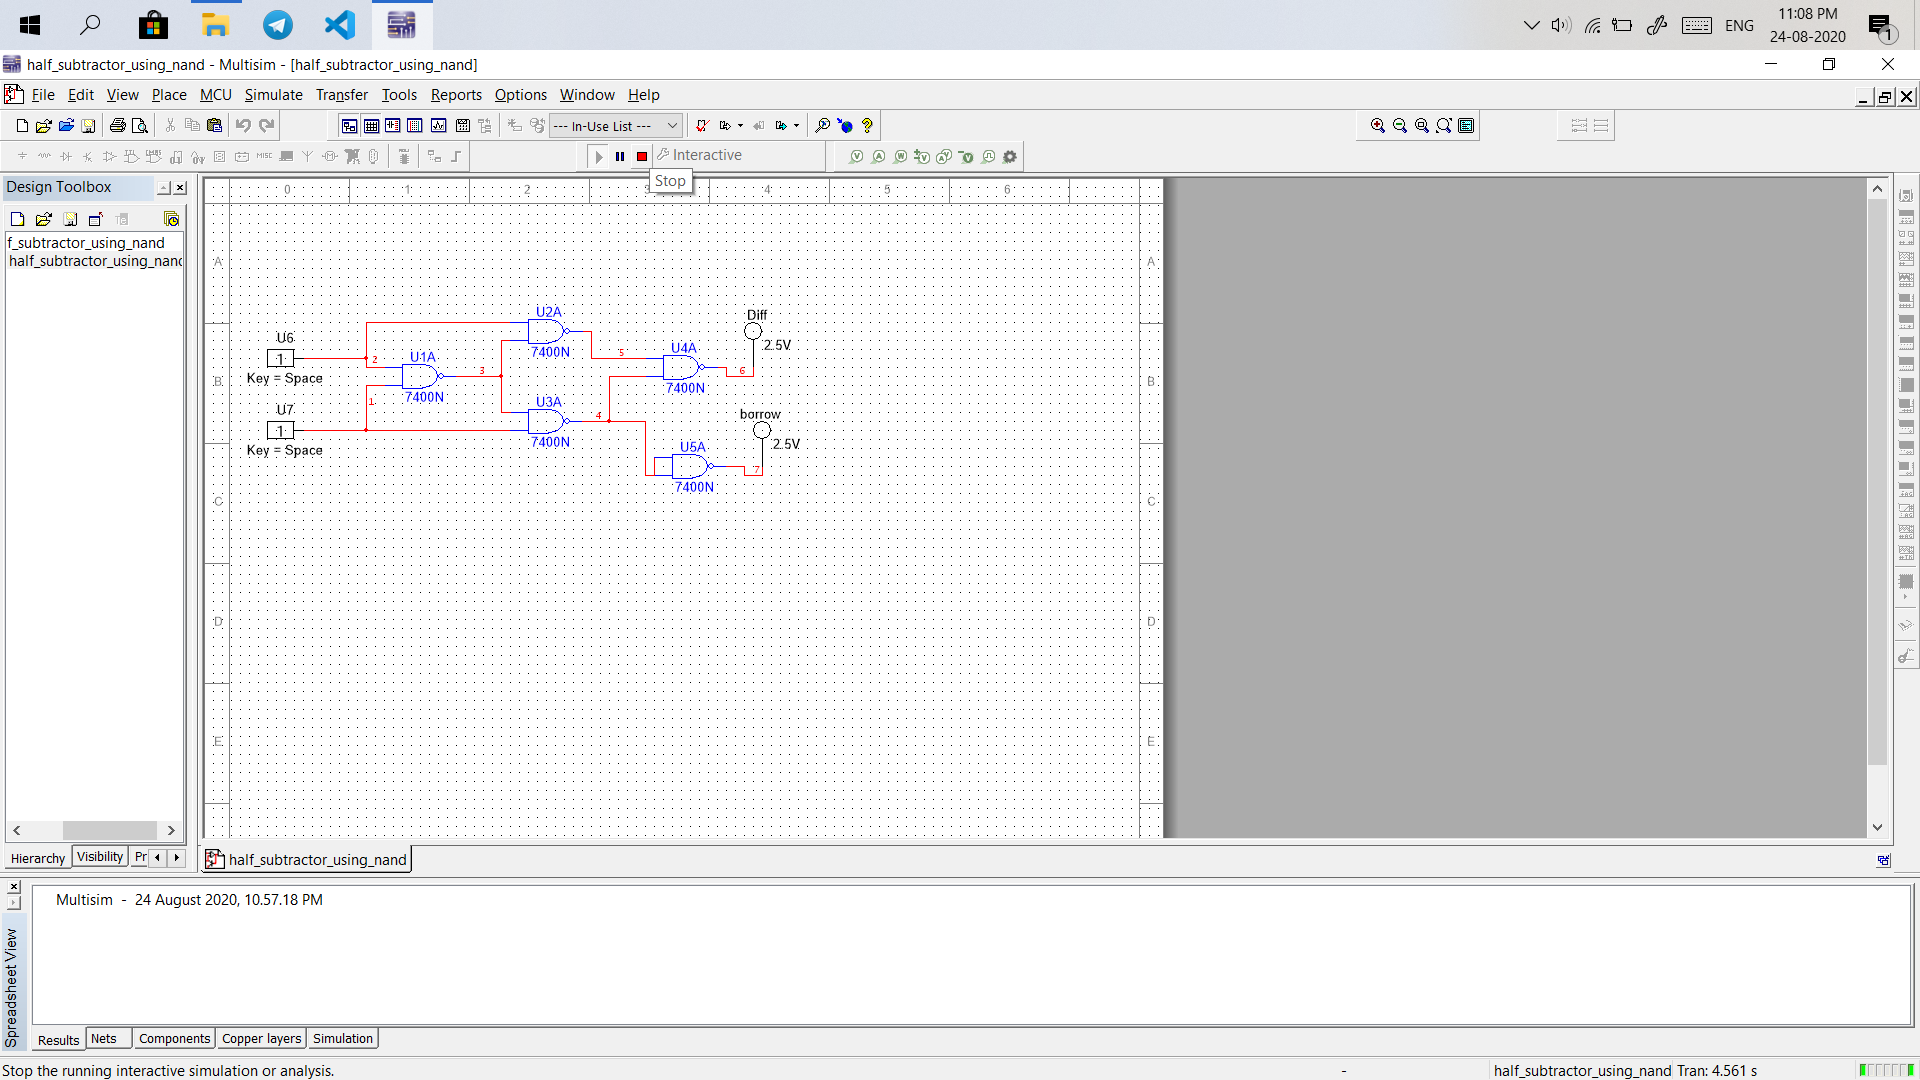 ENG
11:08 PM
24-08-2020
1
half_subtractor_using_nand - Multisim - [half_subtractor_using_nand]
File Edit View Place MCU Simulate Transfer Tools Reports Options Window Help
--- In-Use List ---
Interactive
Stop
Design Toolbox
f_subtractor_using_nand
half_subtractor_using_nand
0 1 2 3 4 5 6
A A
B B
C C
D D
E E
U6
1
Key = Space
U7
1
Key = Space
2
1
U1A
7400N
3
U2A
7400N
U3A
7400N
5
4
U4A
7400N
6
Diff
2.5V
borrow
2.5V
U5A
7400N
7
Hierarchy Visibility Pr
half_subtractor_using_nand
Multisim - 24 August 2020, 10.57.18 PM
Spreadsheet View
Results Nets Components Copper layers Simulation
Stop the running interactive simulation or analysis.
- half_subtractor_using_nand Tran: 4.561 s